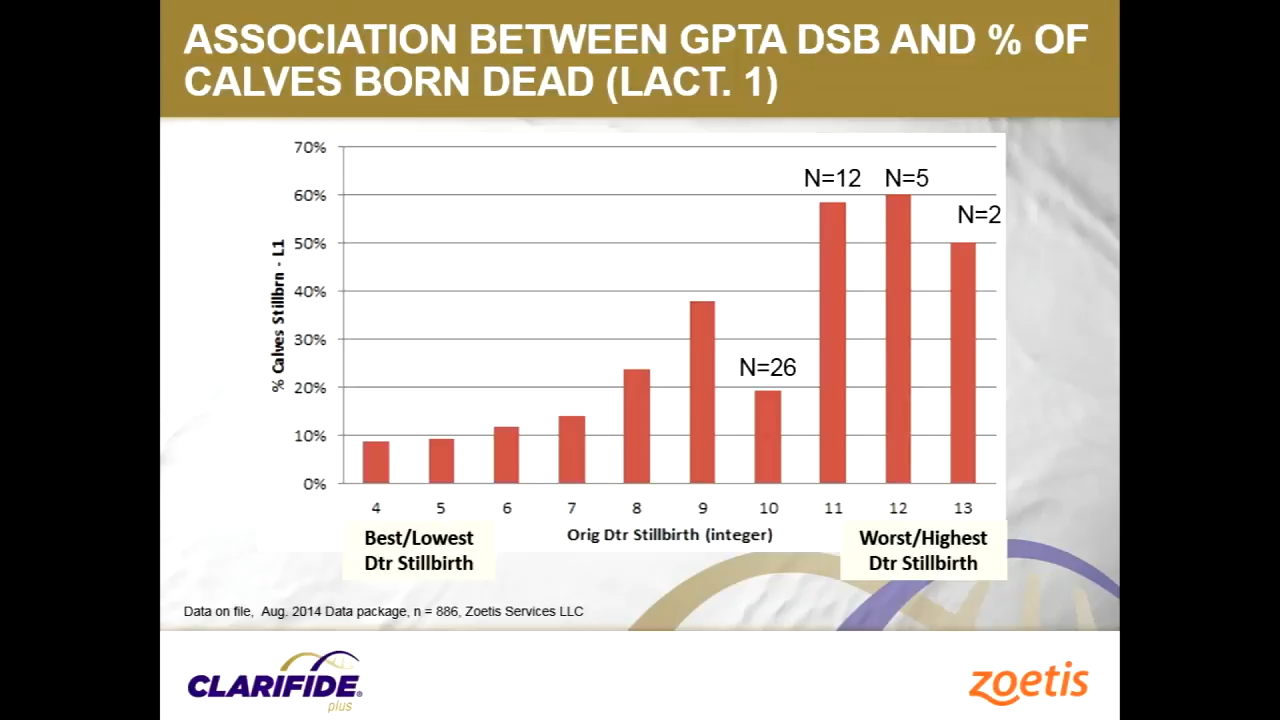 ASSOCIATION BETWEEN GPTA DSB AND % OF
CALVES BORN DEAD (LACT. 1)
70%
60%
50%
40%
30%
20%
10%
0%
% Calves Stillbrn - L1
N=12
N=5
N=2
N=26
4 5 6 7 8 9 10 11 12 13
Orig Dtr Stillbirth (integer)
Best/Lowest
Dtr Stillbirth
Worst/Highest
Dtr Stillbirth
Data on file, Aug. 2014 Data package, n = 886, Zoetis Services LLC
CLARIFIDE®
plus
zoetis